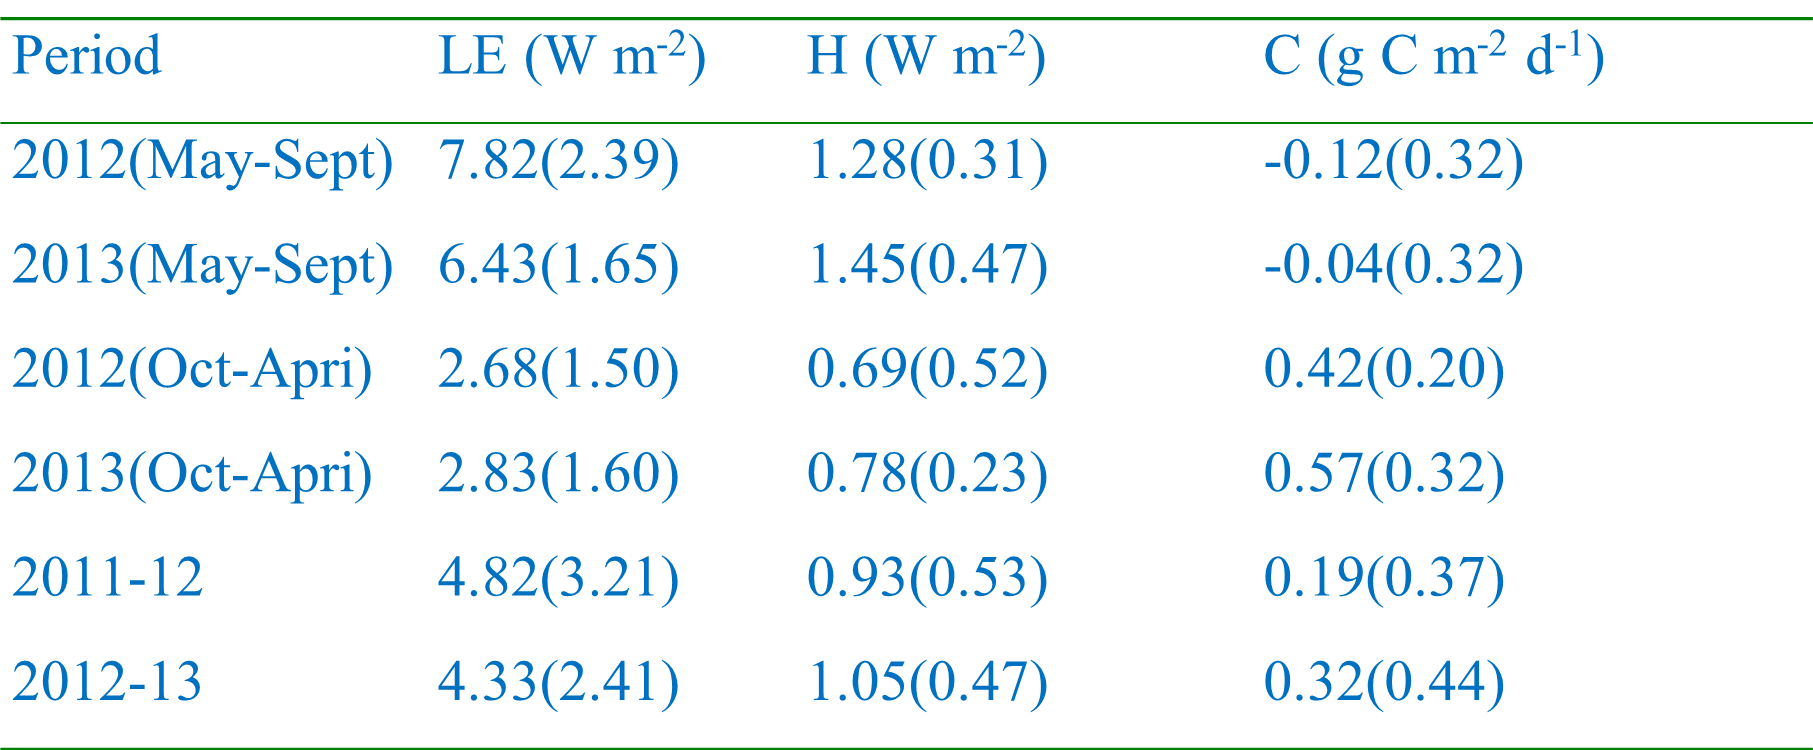 Period LE (W m-2) H (W m-2) C (g C m-2 d-1)
2012(May-Sept) 7.82(2.39) 1.28(0.31) -0.12(0.32)
2013(May-Sept) 6.43(1.65) 1.45(0.47) -0.04(0.32)
2012(Oct-Apri) 2.68(1.50) 0.69(0.52) 0.42(0.20)
2013(Oct-Apri) 2.83(1.60) 0.78(0.23) 0.57(0.32)
2011-12 4.82(3.21) 0.93(0.53) 0.19(0.37)
2012-13 4.33(2.41) 1.05(0.47) 0.32(0.44)